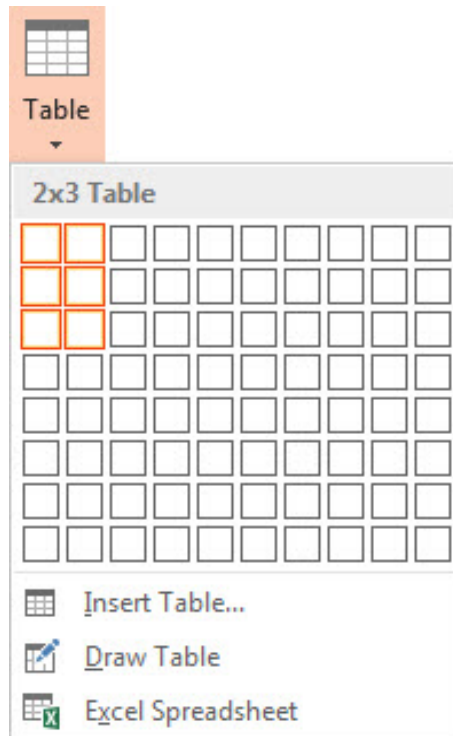 Table
2x3 Table
Insert Table...
Draw Table
Excel Spreadsheet